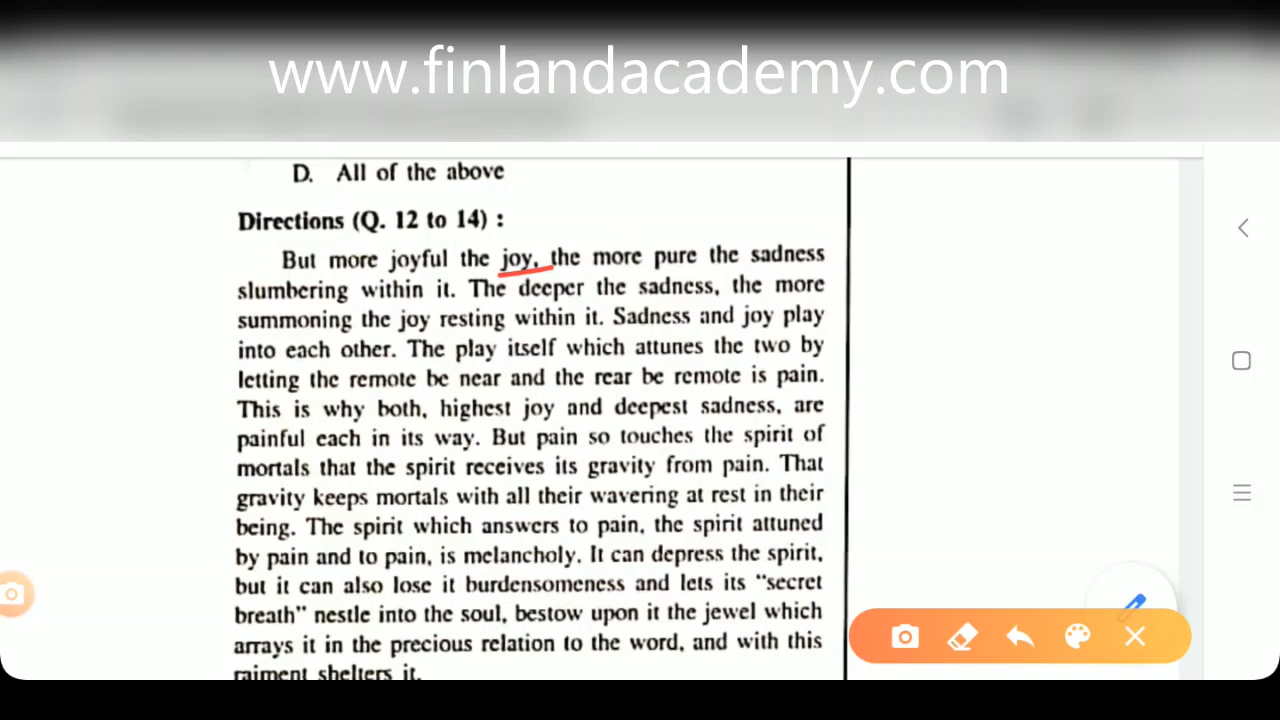 www.finlandacademy.com
D. All of the above
Directions (Q. 12 to 14) :
But more joyful the joy, the more pure the sadness
slumbering within it. The deeper the sadness, the more
summoning the joy resting within it. Sadness and joy play
into each other. The play itself which attunes the two by
letting the remote be near and the rear be remote is pain.
This is why both, highest joy and deepest sadness, are
painful each in its way. But pain so touches the spirit of
mortals that the spirit receives its gravity from pain. That
gravity keeps mortals with all their wavering at rest in their
being. The spirit which answers to pain, the spirit attuned
by pain and to pain, is melancholy. It can depress the spirit,
but it can also lose it burdensomeness and lets its "secret
breath" nestle into the soul, bestow upon it the jewel which
arrays it in the precious relation to the word, and with this
raiment shelters it.